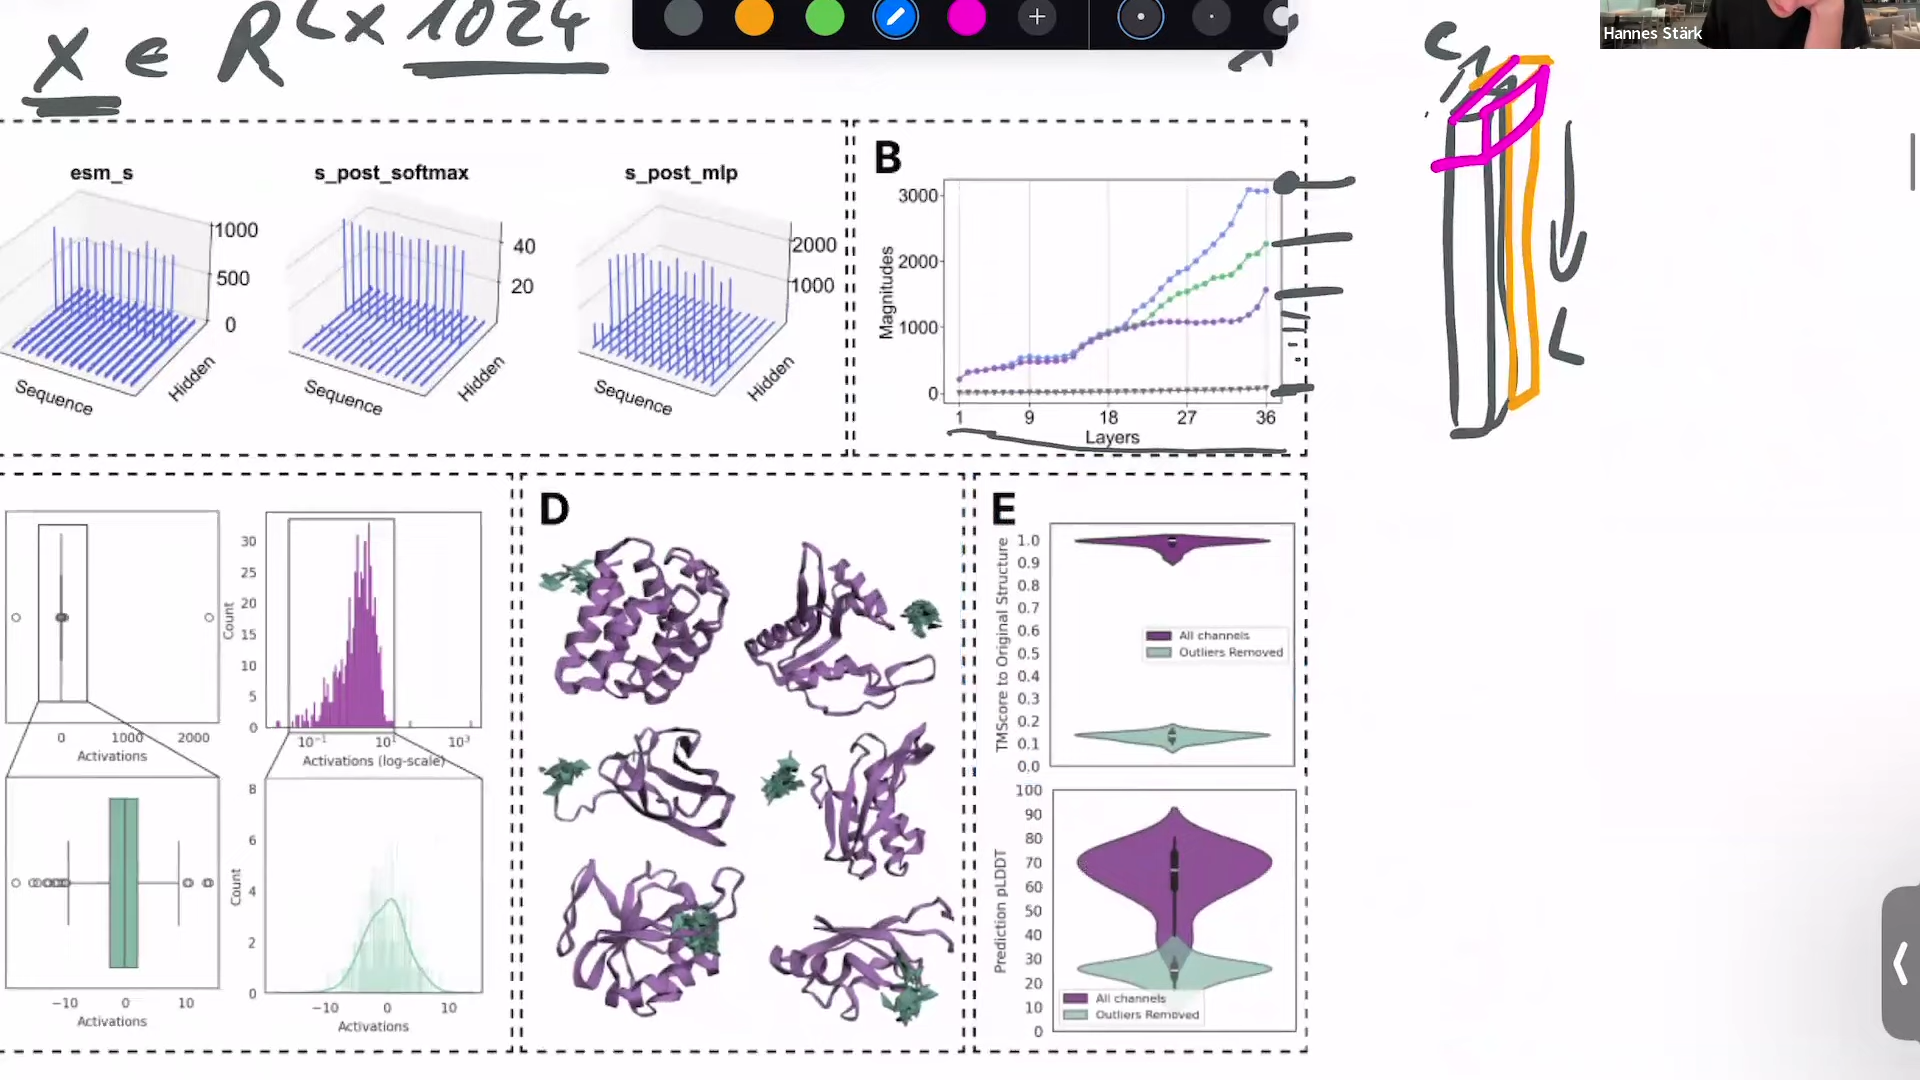 x ∈ R^L×1024
Hannes Stärk
esm_s
s_post_softmax
s_post_mlp
1000
500
0
40
20
2000
1000
Sequence
Hidden
Sequence
Hidden
Sequence
Hidden
B
3000
2000
1000
0
Magnitudes
1 9 18 27 36
Layers
L
30
25
20
15
10
5
0
Count
0 1000 2000
Activations
10⁻¹ 10¹ 10³
Activations (log-scale)
−10 0 10
Activations
8
6
4
2
0
Count
−10 0 10
Activations
D
E
TMScore to Original Structure
1.0
0.9
0.8
0.7
0.6
0.5
0.4
0.3
0.2
0.1
0.0
All channels
Outliers Removed
Prediction pLDDT
100
90
80
70
60
50
40
30
20
10
0
All channels
Outliers Removed